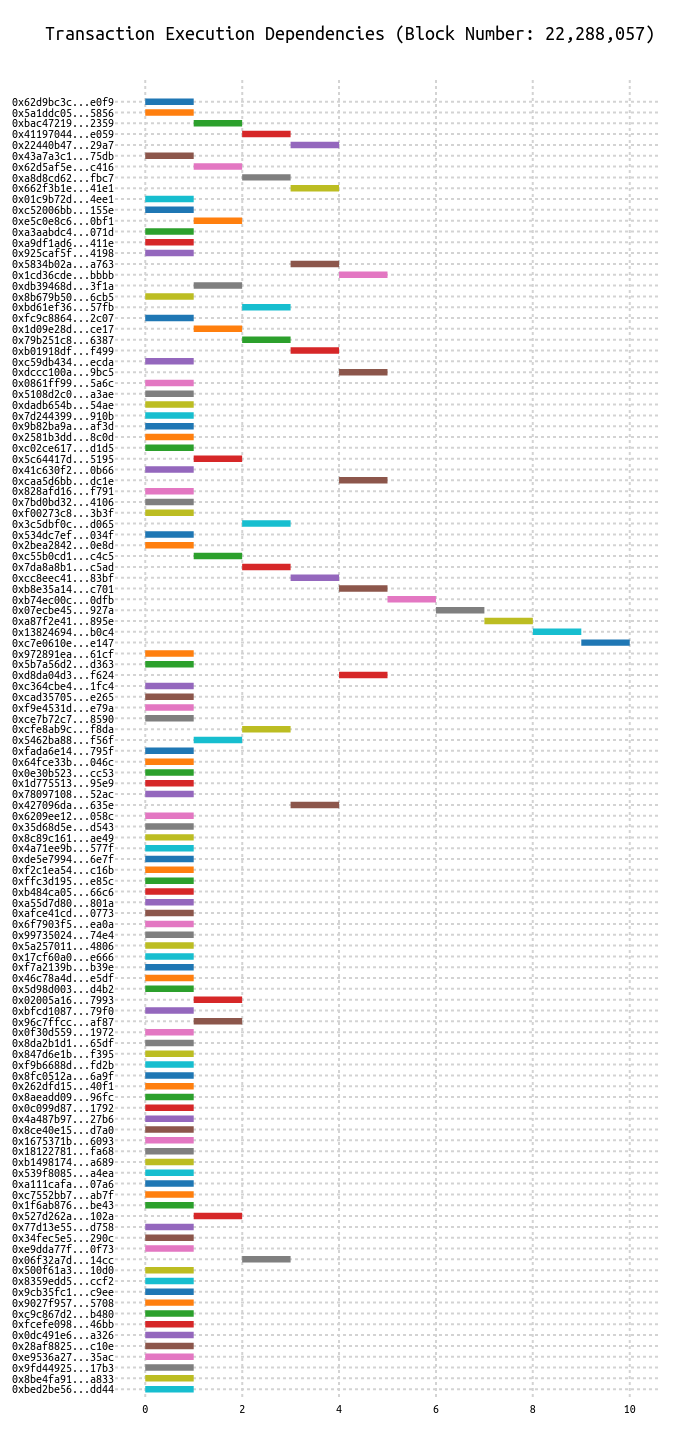 Transaction Execution Dependencies (Block Number: 22,288,057)
0x62d9bc3c...e0f9
0x5a1ddc05...5856
0xbac47219...2359
0x41197044...e059
0x22440b47...29a7
0x43a7a3c1...75db
0x62d5af5e...c416
0xa8d8cd62...fbc7
0x662f3b1e...41e1
0x01c9b72d...4ee1
0xc52006bb...155e
0xe5c0e8c6...0bf1
0xa3aabdc4...071d
0xa9df1ad6...411e
0x925caf5f...4198
0x5834b02a...a763
0x1cd36cde...bbbb
0xdb39468d...3f1a
0x8b679b50...6cb5
0xbd61ef36...57fb
0xfc9c8864...2c07
0x1d09e28d...ce17
0x79b251c8...6387
0xb01918df...f499
0xc59db434...ecda
0xdccc100a...9bc5
0x0861ff99...5a6c
0x5108d2c0...a3ae
0xdadb654b...54ae
0x7d244399...910b
0x9b82ba9a...af3d
0x2581b3dd...8c0d
0xc02ce617...d1d5
0x5c64417d...5195
0x41c630f2...0b66
0xcaa5d6bb...dc1e
0x828afd16...f791
0x7bd0bd32...4106
0xf00273c8...3b3f
0x3c5dbf0c...d065
0x534dc7ef...034f
0x2bea2842...0e8d
0xc55b0cd1...c4c5
0x7da8a8b1...c5ad
0xcc8eec41...83bf
0xb8e35a14...c701
0xb74ec00c...0dfb
0x07ecbe45...927a
0xa87f2e41...895e
0x13824694...b0c4
0xc7e0610e...e147
0x972891ea...61cf
0x5b7a56d2...d363
0xd8da04d3...f624
0xc364cbe4...1fc4
0xcad35705...e265
0xf9e4531d...e79a
0xce7b72c7...8590
0xcfe8ab9c...f8da
0x5462ba88...f56f
0xfada6e14...795f
0x64fce33b...046c
0x0e30b523...cc53
0x1d775513...95e9
0x78097108...52ac
0x427096da...635e
0x6209ee12...058c
0x35d68d5e...d543
0x8c89c161...ae49
0x4a71ee9b...577f
0xde5e7994...6e7f
0xf2c1ea54...c16b
0xffc3d195...e85c
0xb484ca05...66c6
0xa55d7d80...801a
0xafce41cd...0773
0x6f7903f5...ea0a
0x99735024...74e4
0x5a257011...4806
0x17cf60a0...e666
0xf7a2139b...b39e
0x46c78a4d...e5df
0x5d98d003...d4b2
0x02005a16...7993
0xbfcd1087...79f0
0x96c7ffcc...af87
0x0f30d559...1972
0x8da2b1d1...65df
0x847d6e1b...f395
0xf9b6688d...fd2b
0x8fc0512a...6a9f
0x262dfd15...40f1
0x8aeadd09...96fc
0x0c099d87...1792
0x4a487b97...27b6
0x8ce40e15...d7a0
0x1675371b...6093
0x18122781...fa68
0xb1498174...a689
0x539f8085...a4ea
0xa111cafa...07a6
0xc7552bb7...ab7f
0x1f6ab876...be43
0x527d262a...102a
0x77d13e55...d758
0x34fec5e5...290c
0xe9dda77f...0f73
0x06f32a7d...14cc
0x500f61a3...10d0
0x8359edd5...ccf2
0x9cb35fc1...c9ee
0x9027f957...5708
0xc9c867d2...b480
0xfcefe098...46bb
0x0dc491e6...a326
0x28af8825...c10e
0xe9536a27...35ac
0x9fd44925...17b3
0x8be4fa91...a833
0xbed2be56...dd44
0 2 4 6 8 10